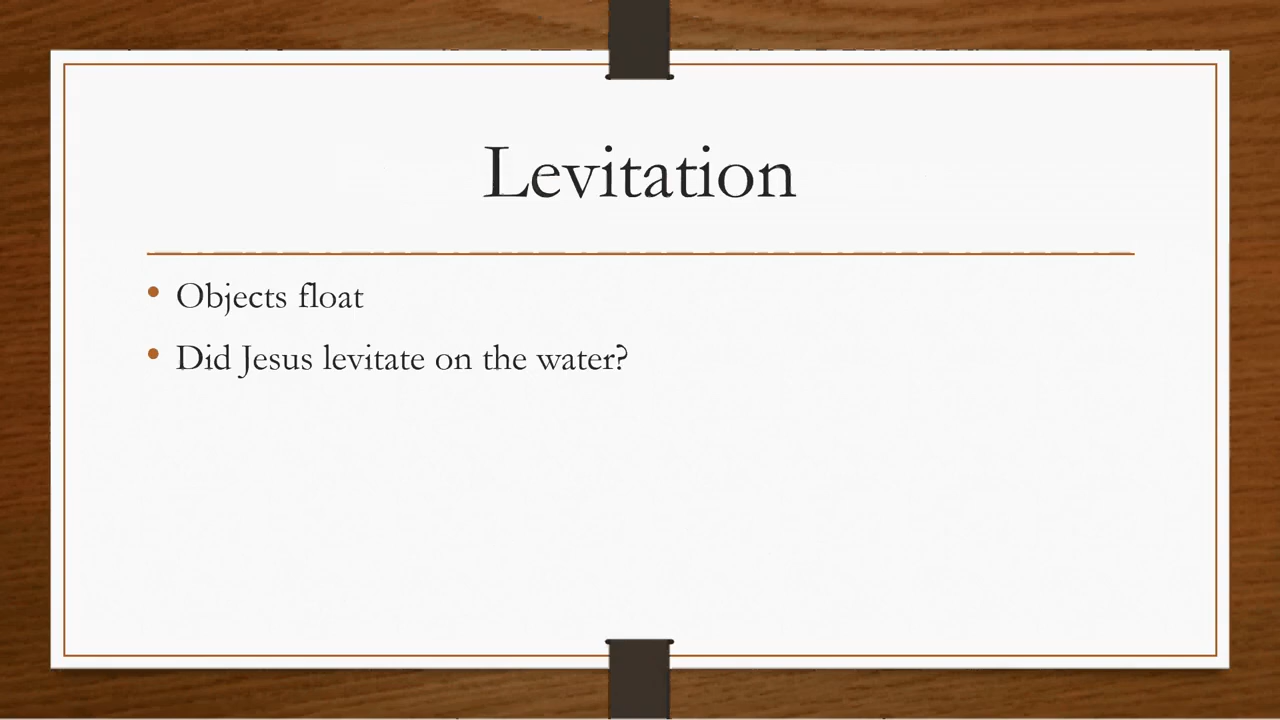 Levitation
• Objects float
• Did Jesus levitate on the water?